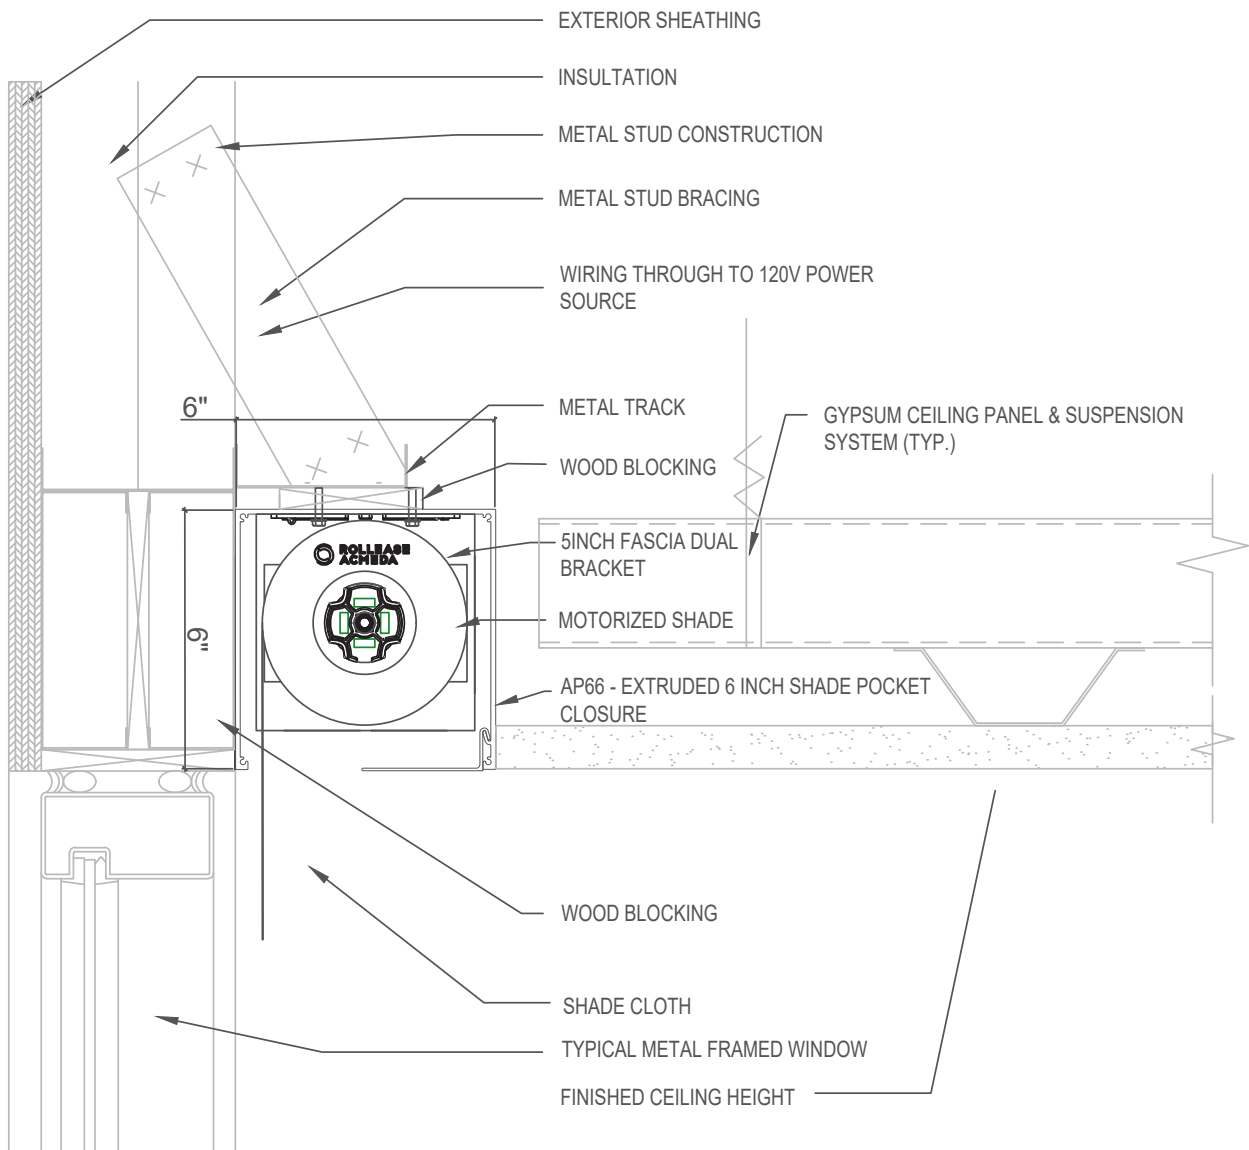 EXTERIOR SHEATHING
INSULTATION
METAL STUD CONSTRUCTION
METAL STUD BRACING
WIRING THROUGH TO 120V POWER
SOURCE
6"
METAL TRACK
GYPSUM CEILING PANEL & SUSPENSION
SYSTEM (TYP.)
WOOD BLOCKING
ROLLEASE
ACMEDA
5INCH FASCIA DUAL
BRACKET
6"
MOTORIZED SHADE
AP66 - EXTRUDED 6 INCH SHADE POCKET
CLOSURE
WOOD BLOCKING
SHADE CLOTH
TYPICAL METAL FRAMED WINDOW
FINISHED CEILING HEIGHT